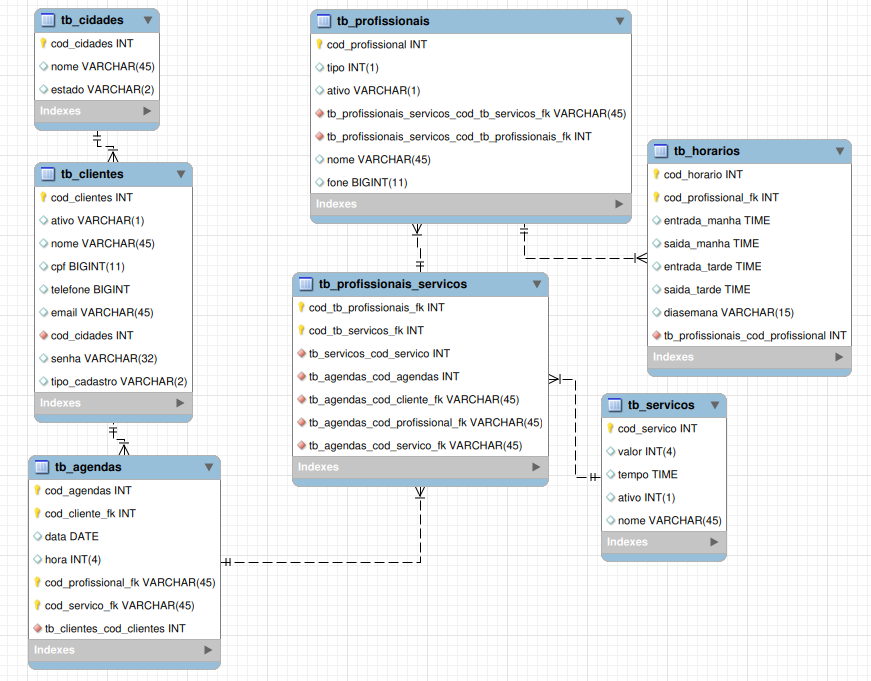 tb_cidades
cod_cidades INT
nome VARCHAR(45)
estado VARCHAR(2)
Indexes
tb_clientes
cod_clientes INT
ativo VARCHAR(1)
nome VARCHAR(45)
cpf BIGINT(11)
telefone BIGINT
email VARCHAR(45)
cod_cidades INT
senha VARCHAR(32)
tipo_cadastro VARCHAR(2)
Indexes
tb_agendas
cod_agendas INT
cod_cliente_fk INT
data DATE
hora INT(4)
cod_profissional_fk VARCHAR(45)
cod_servico_fk VARCHAR(45)
tb_clientes_cod_clientes INT
Indexes
tb_profissionais
cod_profissional INT
tipo INT(1)
ativo VARCHAR(1)
tb_profissionais_servicos_cod_tb_servicos_fk VARCHAR(45)
tb_profissionais_servicos_cod_tb_profissionais_fk INT
nome VARCHAR(45)
fone BIGINT(11)
Indexes
tb_profissionais_servicos
cod_tb_profissionais_fk INT
cod_tb_servicos_fk INT
tb_servicos_cod_servico INT
tb_agendas_cod_agendas INT
tb_agendas_cod_cliente_fk VARCHAR(45)
tb_agendas_cod_profissional_fk VARCHAR(45)
tb_agendas_cod_servico_fk VARCHAR(45)
Indexes
tb_horarios
cod_horario INT
cod_profissional_fk INT
entrada_manha TIME
saida_manha TIME
entrada_tarde TIME
saida_tarde TIME
diasemana VARCHAR(15)
tb_profissionais_cod_profissional INT
Indexes
tb_servicos
cod_servico INT
valor INT(4)
tempo TIME
ativo INT(1)
nome VARCHAR(45)
Indexes